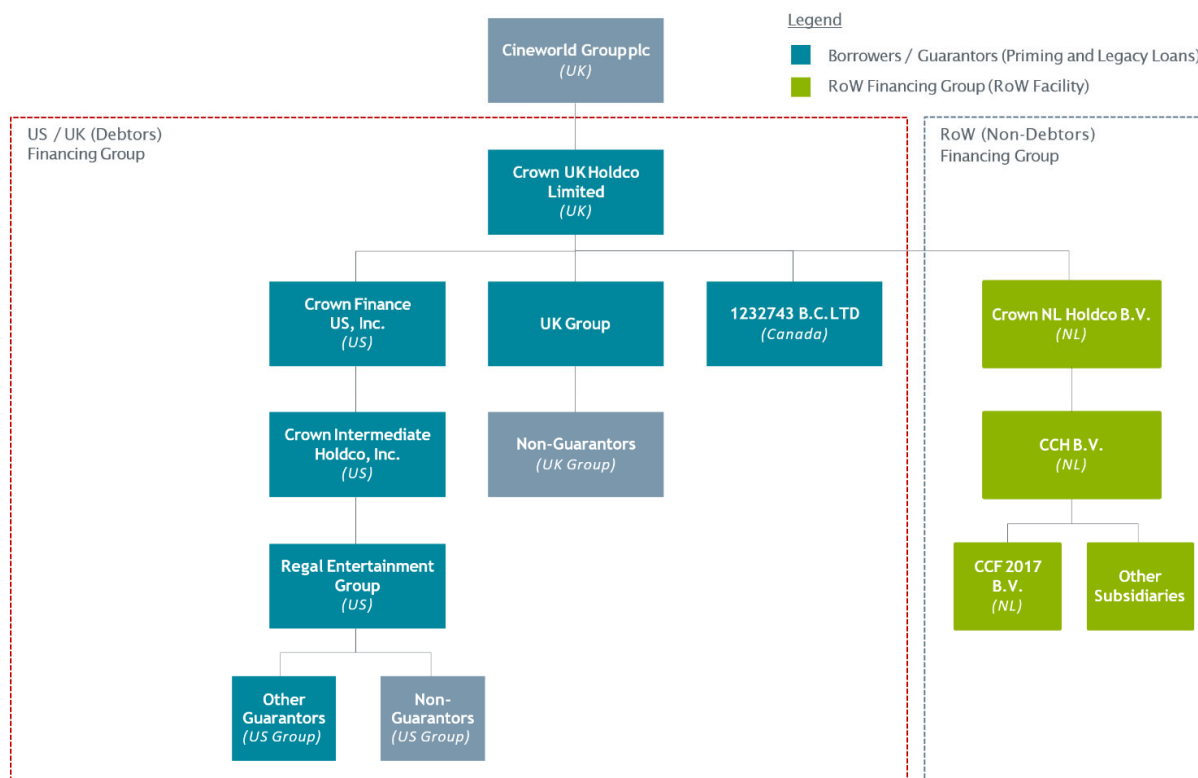 Legend
Cineworld Group plc
(UK)
Borrowers / Guarantors (Priming and Legacy Loans)
RoW Financing Group (RoW Facility)
US / UK (Debtors)
Financing Group
RoW (Non-Debtors)
Financing Group
Crown UK Holdco
Limited
(UK)
Crown Finance
US, Inc.
(US)
UK Group
1232743 B.C. LTD
(Canada)
Crown NL Holdco B.V.
(NL)
Crown Intermediate
Holdco, Inc.
(US)
Non-Guarantors
(UK Group)
CCH B.V.
(NL)
Regal Entertainment
Group
(US)
CCF 2017
B.V.
(NL)
Other
Subsidiaries
Other
Guarantors
(US Group)
Non-
Guarantors
(US Group)